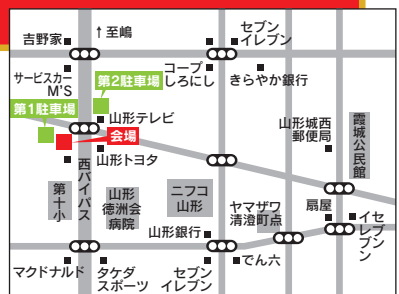 吉野家
↑至嶋
セブン
イレブン
サービスカー
M'S
第2駐車場
コープ
しろにし
きらやか銀行
第1駐車場
山形テレビ
会場
山形トヨタ
山形城西
郵便局
霞城公民館
第十小
西バイパス
山形
徳洲会
病院
ニフコ
山形
ヤマザワ
清澄町店
扇屋
セブン
イレブン
山形銀行
マクドナルド
タケダ
スポーツ
セブン
イレブン
でん六